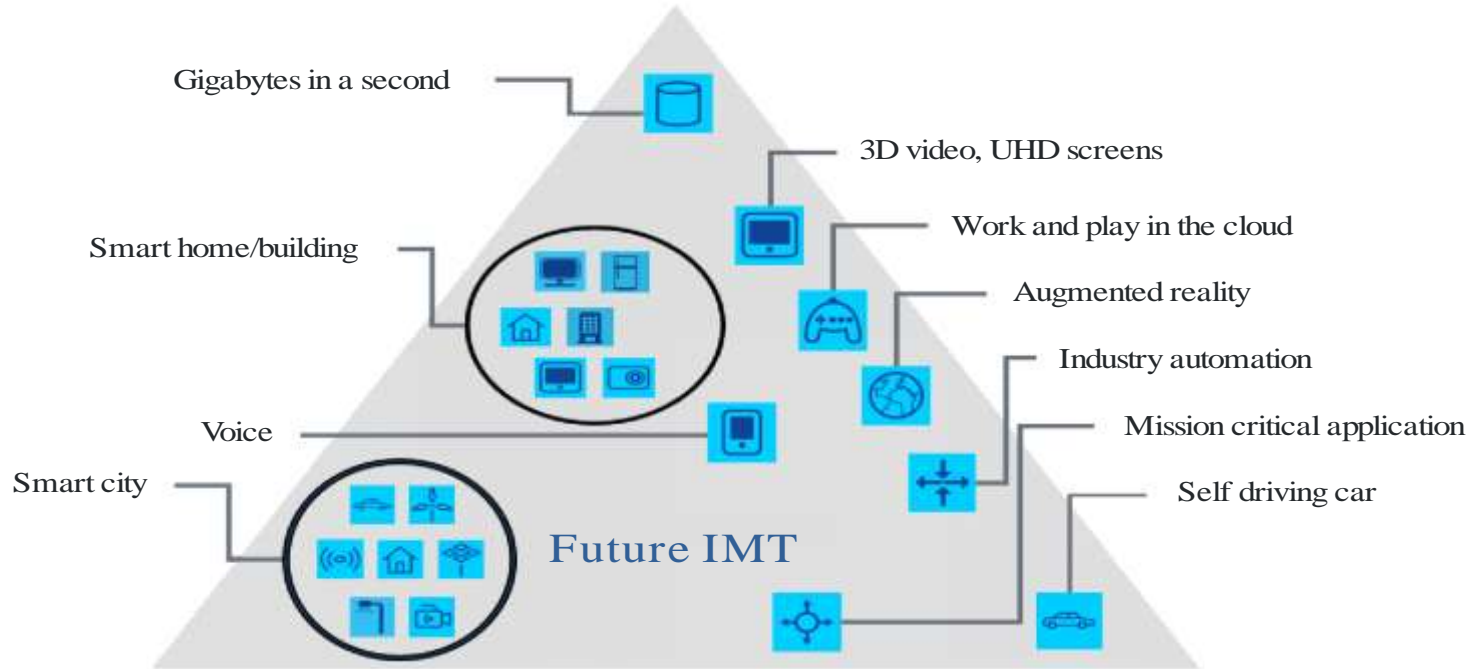 Gigabytes in a second
3D video, UHD screens
Work and play in the cloud
Smart home/building
Augmented reality
Industry automation
Voice
Mission critical application
Smart city
Self driving car
Future IMT